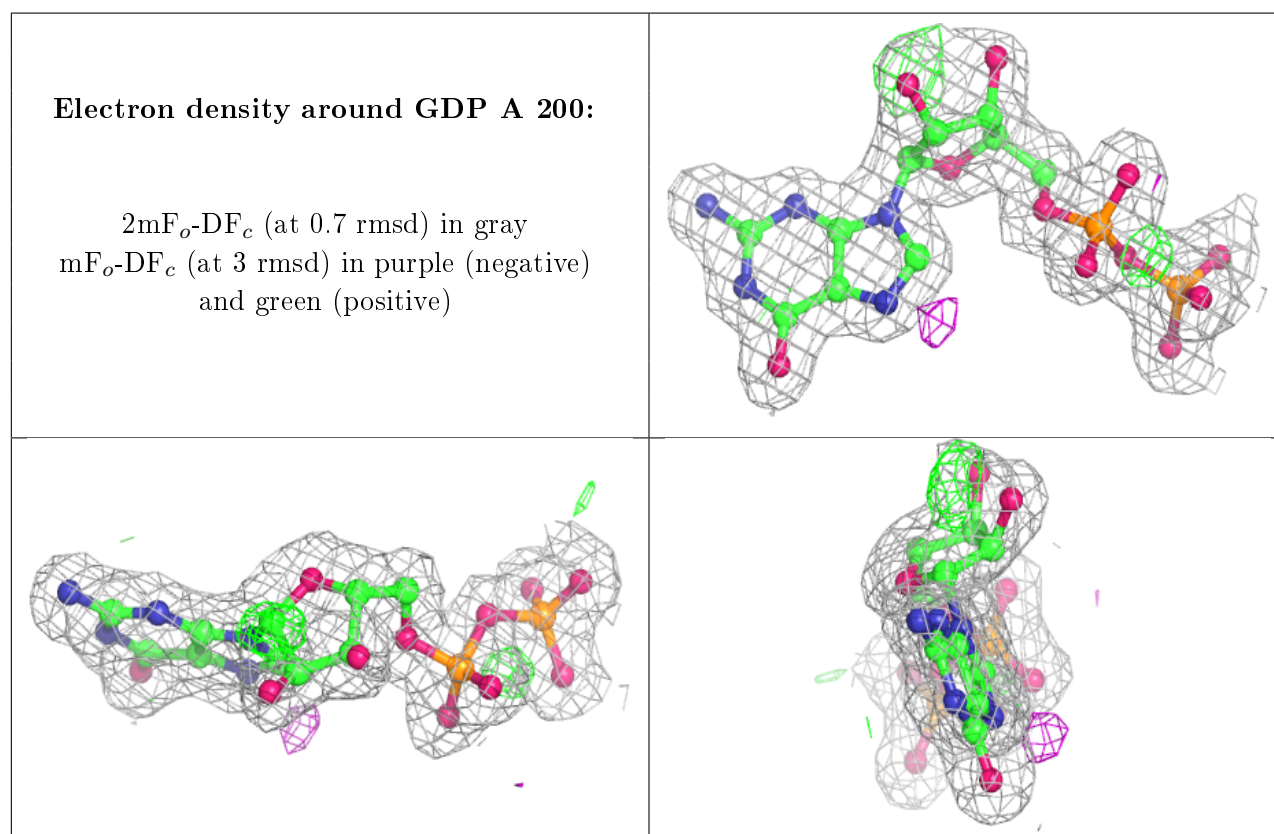 Electron density around GDP A 200:
2mFo-DFc (at 0.7 rmsd) in gray
mFo-DFc (at 3 rmsd) in purple (negative)
and green (positive)